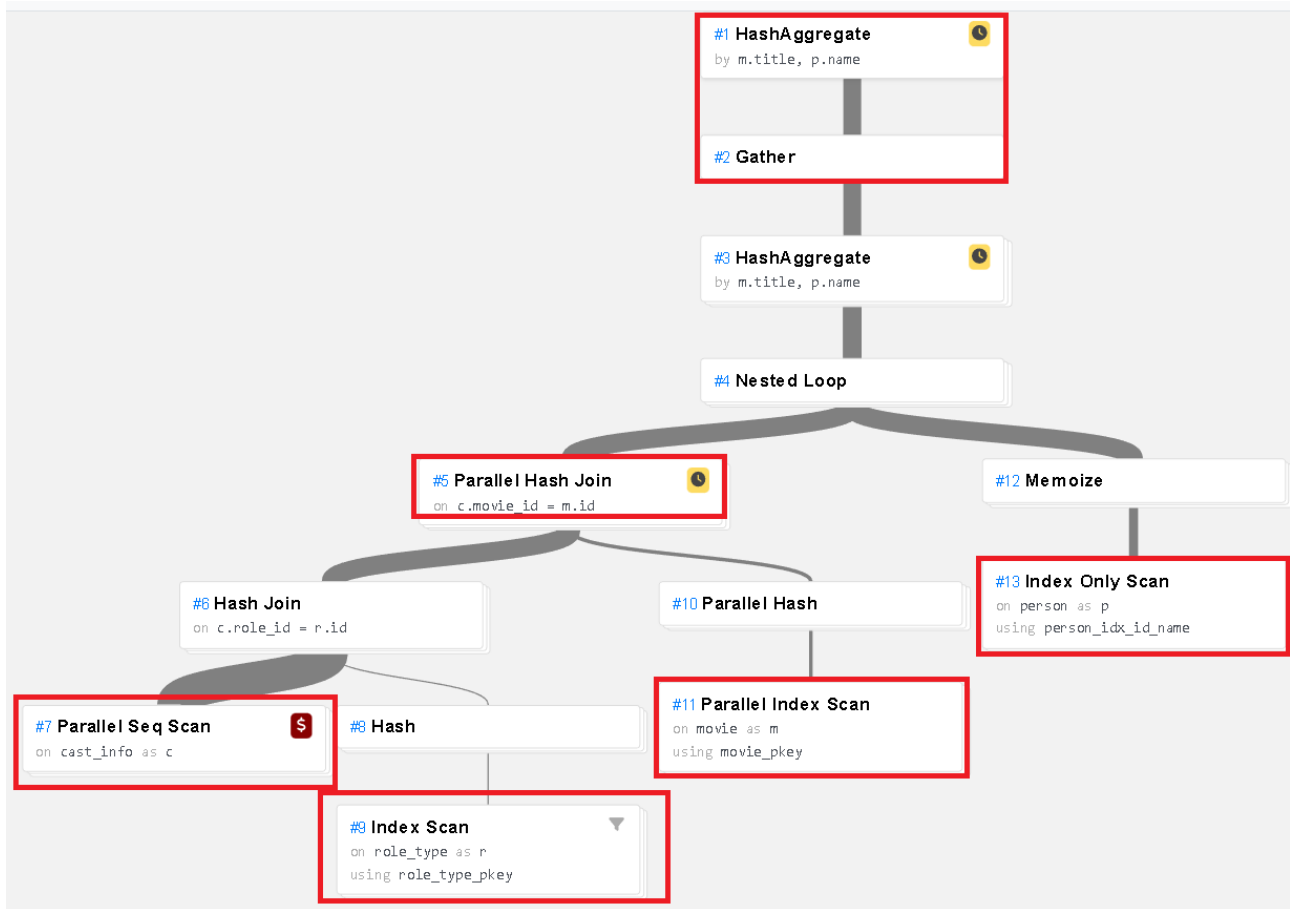 #1 HashAggregate
by m.title, p.name
#2 Gather
#3 HashAggregate
by m.title, p.name
#4 Nested Loop
#5 Parallel Hash Join
on c.movie_id = m.id
#12 Memoize
#6 Hash Join
on c.role_id = r.id
#10 Parallel Hash
#13 Index Only Scan
on person as p
using person_idx_id_name
#7 Parallel Seq Scan
$
on cast_info as c
#8 Hash
#11 Parallel Index Scan
on movie as m
using movie_pkey
#9 Index Scan
on role_type as r
using role_type_pkey